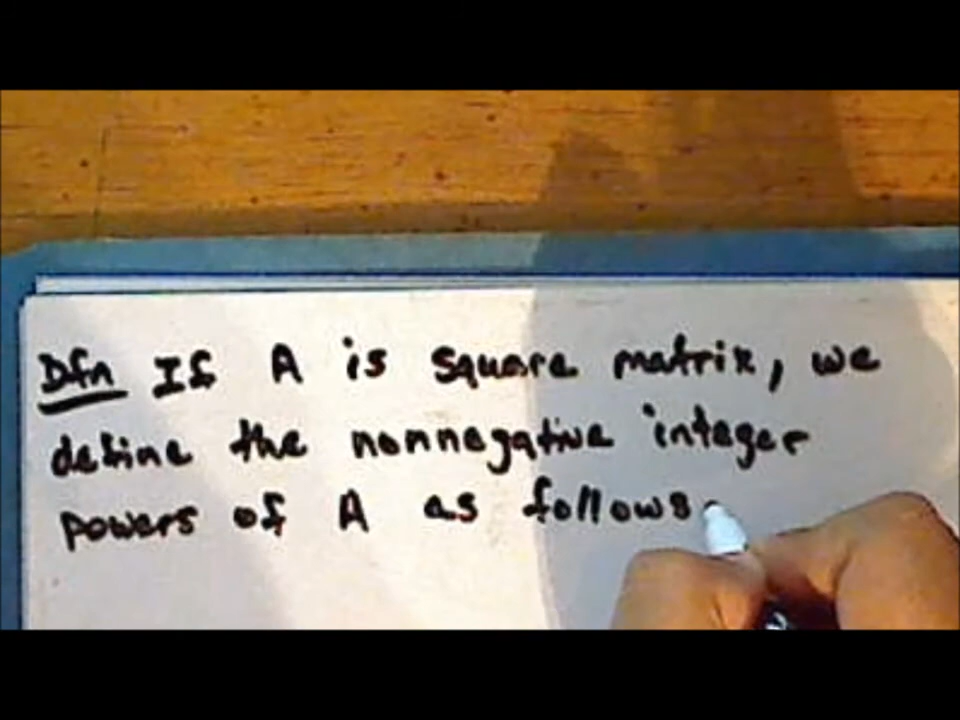 Dfn If A is square matrix, we
define the nonnegative integer
powers of A as follows